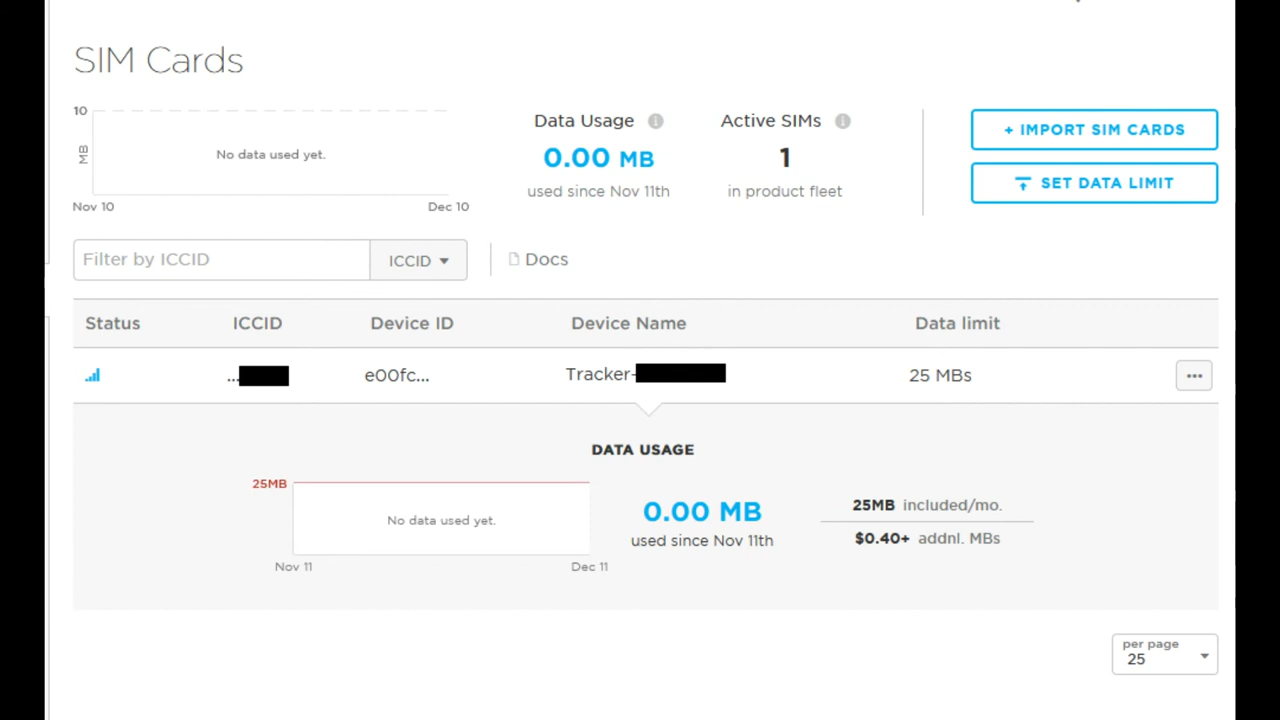 SIM Cards
10
MB
No data used yet.
Nov 10
Dec 10
Data Usage
0.00 MB
used since Nov 11th
Active SIMs
1
in product fleet
+ IMPORT SIM CARDS
SET DATA LIMIT
Filter by ICCID
ICCID
Docs
Status ICCID Device ID Device Name Data limit
... e00fc... Tracker- 25 MBs
DATA USAGE
25MB
No data used yet.
Nov 11
Dec 11
0.00 MB
used since Nov 11th
25MB included/mo.
$0.40+ addnl. MBs
per page
25